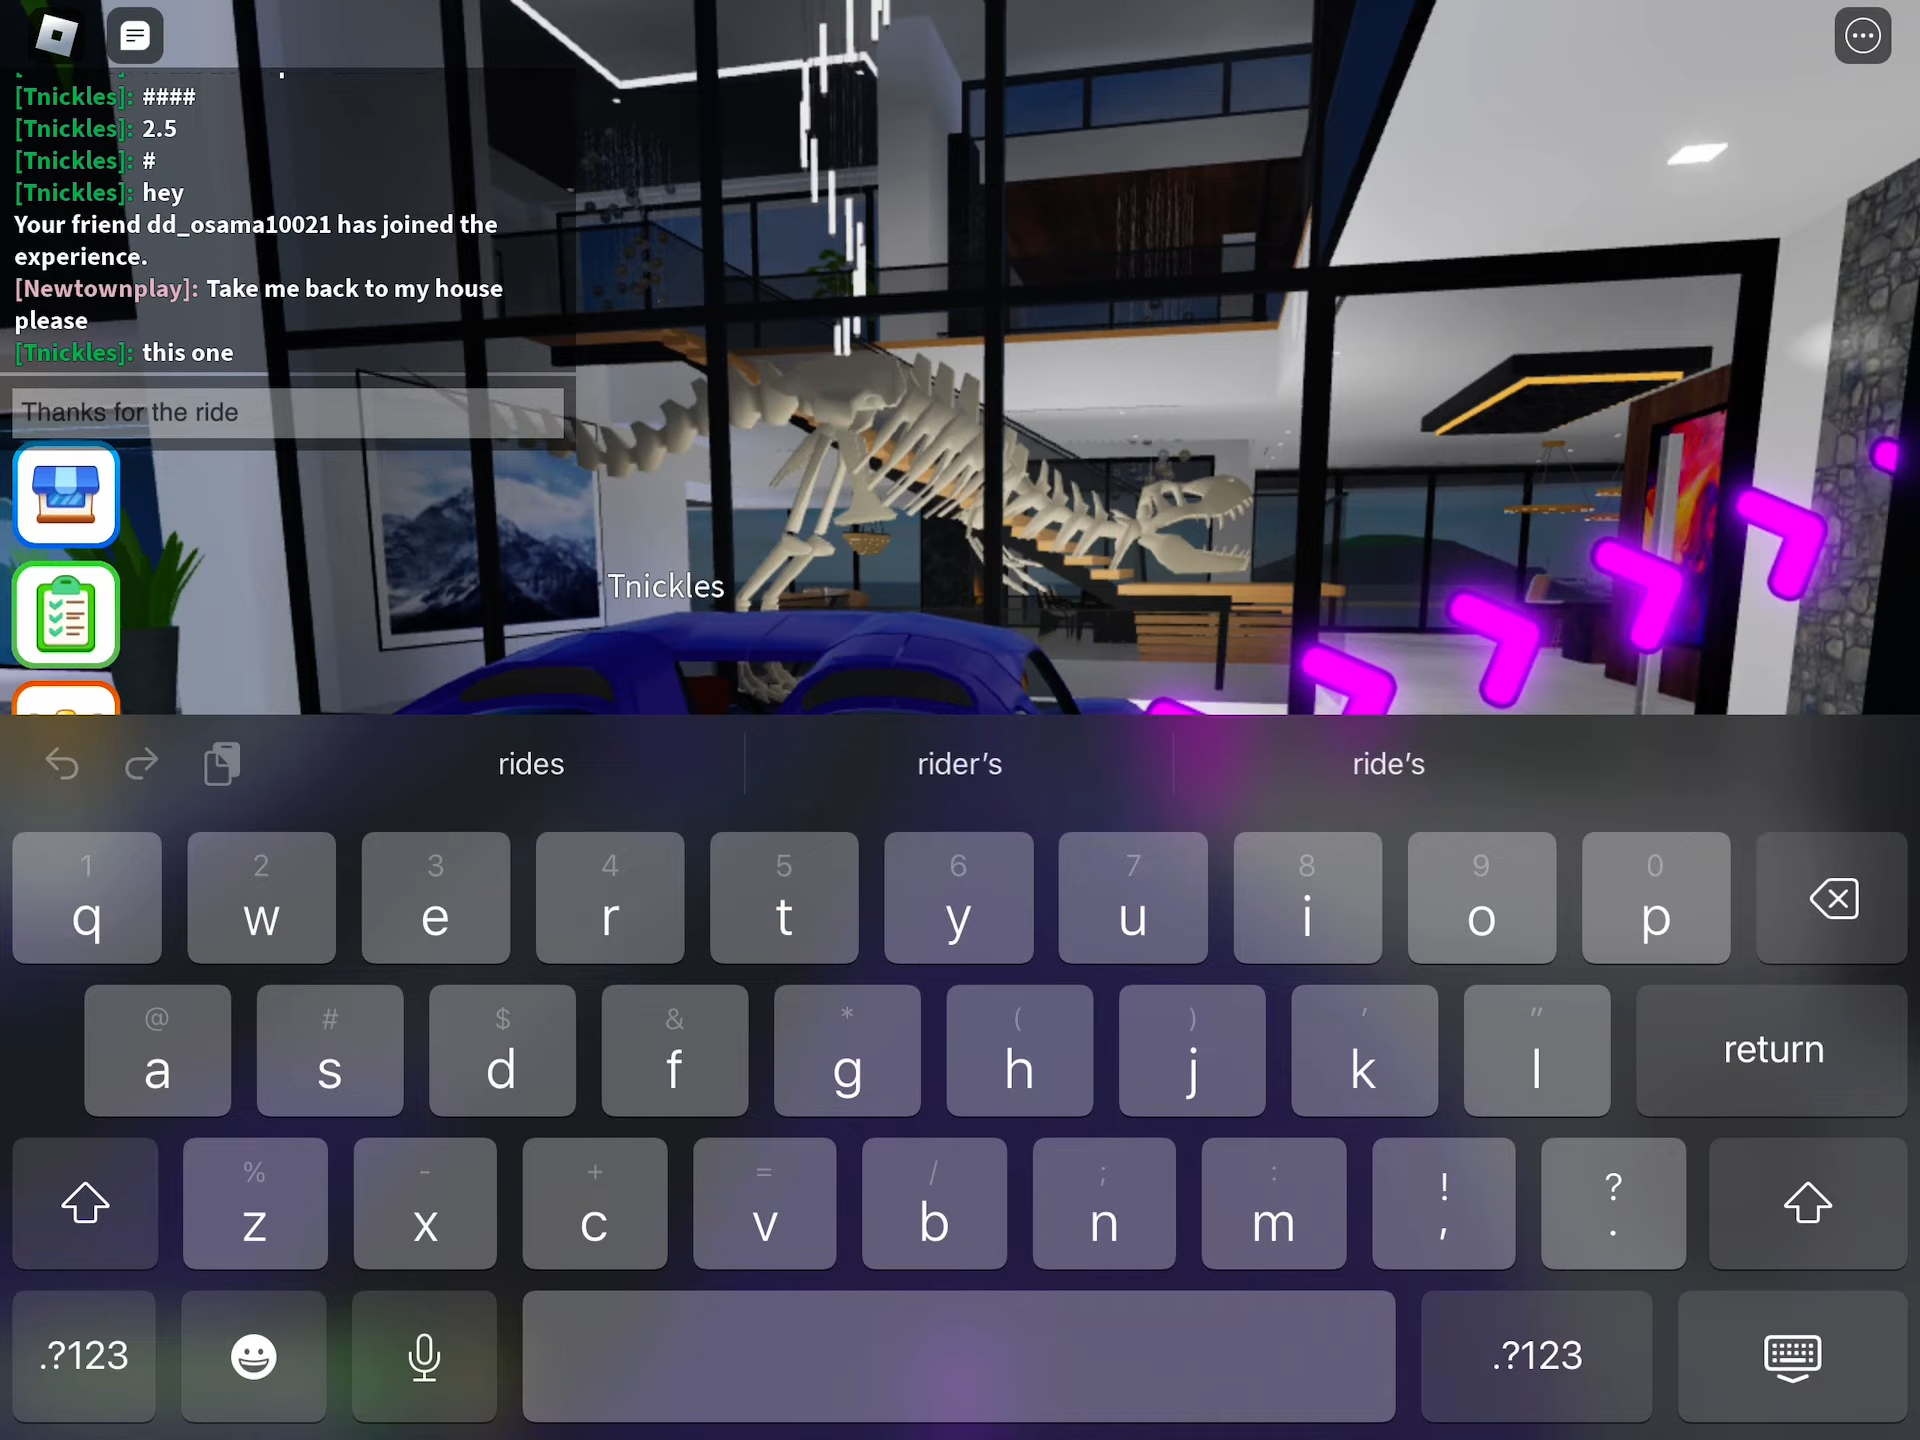 [Tnickles]: ####
[Tnickles]: 2.5
[Tnickles]: #
[Tnickles]: hey
Your friend dd_osama10021 has joined the
experience.
[Newtownplay]: Take me back to my house
please
[Tnickles]: this one
Thanks for the ride
Tnickles
rides rider’s ride’s
1 2 3 4 5 6 7 8 9 0
q w e r t y u i o p
@ # $ & * ( ) ' "
a s d f g h j k l return
% - + = / ; : ! ?
z x c v b n m , .
.?123 .?123